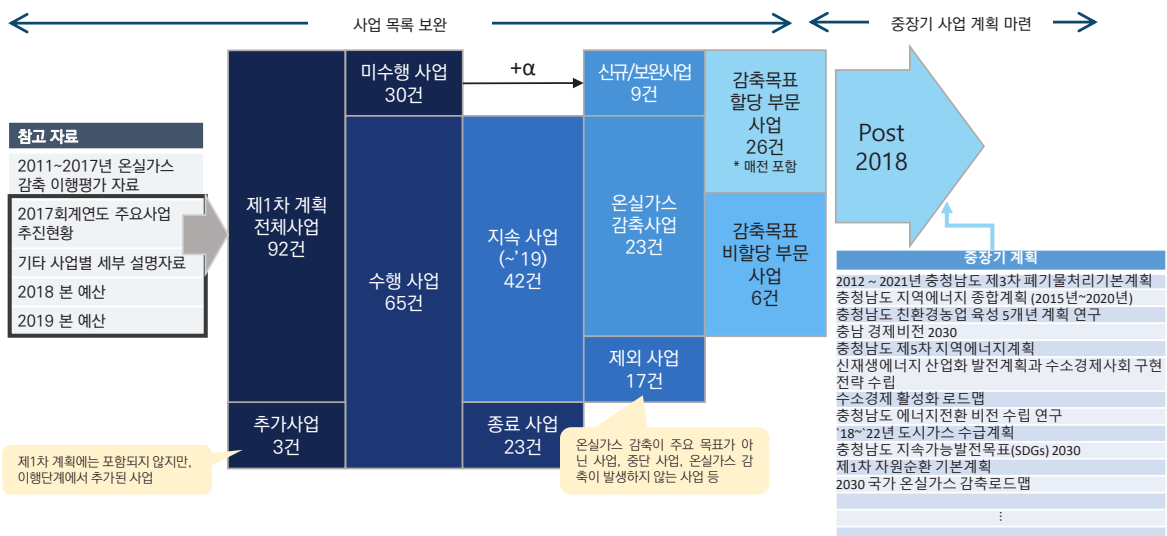 사업 목록 보완
중장기 사업 계획 마련
참고 자료
2011~2017년 온실가스
감축 이행평가 자료
2017회계연도 주요사업
추진현황
기타 사업별 세부 설명자료
2018 본 예산
2019 본 예산
제1차 계획
전체사업
92건
추가사업
3건
제1차 계획에는 포함되지 않지만,
이행단계에서 추가된 사업
미수행 사업
30건
+α
수행 사업
65건
지속 사업
(~'19)
42건
종료 사업
23건
신규/보완사업
9건
온실가스
감축사업
23건
제외 사업
17건
온실가스 감축이 주요 목표가 아
닌 사업, 중단 사업, 온실가스 감
축이 발생하지 않는 사업 등
감축목표
할당 부문
사업
26건
* 매전 포함
감축목표
비할당 부문
사업
6건
Post
2018
중장기 계획
2012 ~ 2021년 충청남도 제3차 폐기물처리기본계획
충청남도 지역에너지 종합계획 (2015년~2020년)
충청남도 친환경농업 육성 5개년 계획 연구
충남 경제비전 2030
충청남도 제5차 지역에너지계획
신재생에너지 산업화 발전계획과 수소경제사회 구현
전략 수립
수소경제 활성화 로드맵
충청남도 에너지전환 비전 수립 연구
'18~'22년 도시가스 수급계획
충청남도 지속가능발전목표(SDGs) 2030
제1차 자원순환 기본계획
2030 국가 온실가스 감축로드맵
⋮